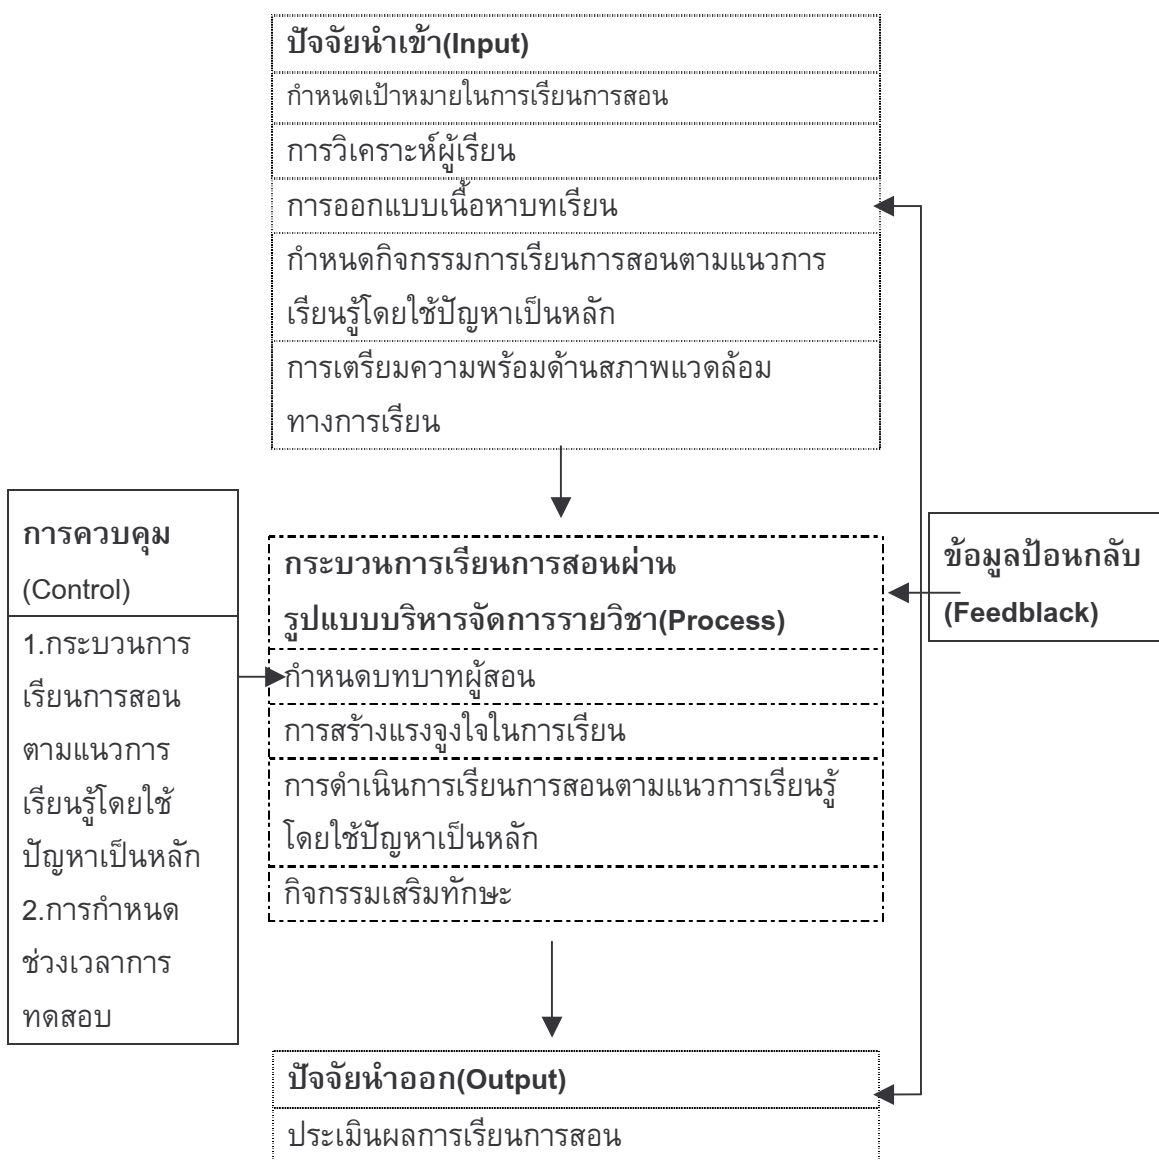 ปัจจัยนำเข้า(Input)
กำหนดเป้าหมายในการเรียนการสอน
การวิเคราะห์ผู้เรียน
การออกแบบเนื้อหาบทเรียน
กำหนดกิจกรรมการเรียนการสอนตามแนวการ
เรียนรู้โดยใช้ปัญหาเป็นหลัก
การเตรียมความพร้อมด้านสภาพแวดล้อม
ทางการเรียน
การควบคุม
(Control)
1.กระบวนการ
เรียนการสอน
ตามแนวการ
เรียนรู้โดยใช้
ปัญหาเป็นหลัก
2.การกำหนด
ช่วงเวลาการ
ทดสอบ
กระบวนการเรียนการสอนผ่าน
รูปแบบบริหารจัดการรายวิชา(Process)
กำหนดบทบาทผู้สอน
การสร้างแรงจูงใจในการเรียน
การดำเนินการเรียนการสอนตามแนวการเรียนรู้
โดยใช้ปัญหาเป็นหลัก
กิจกรรมเสริมทักษะ
ข้อมูลป้อนกลับ
(Feedblack)
ปัจจัยนำออก(Output)
ประเมินผลการเรียนการสอน